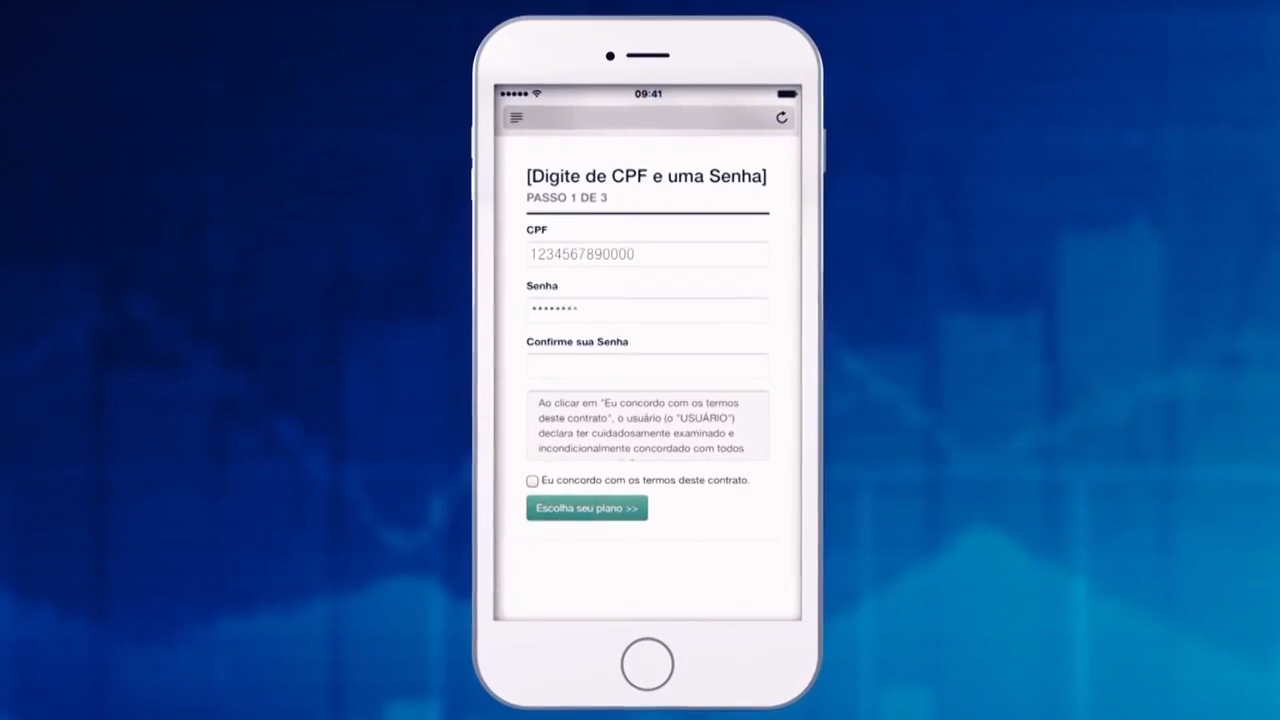 09:41
[Digite de CPF e uma Senha]
PASSO 1 DE 3
CPF
1234567890000
Senha
********
Confirme sua Senha
Ao clicar em "Eu concordo com os termos
deste contrato", o usuário (o "USUÁRIO")
declara ter cuidadosamente examinado e
incondicionalmente concordado com todos
Eu concordo com os termos deste contrato.
Escolha seu plano >>